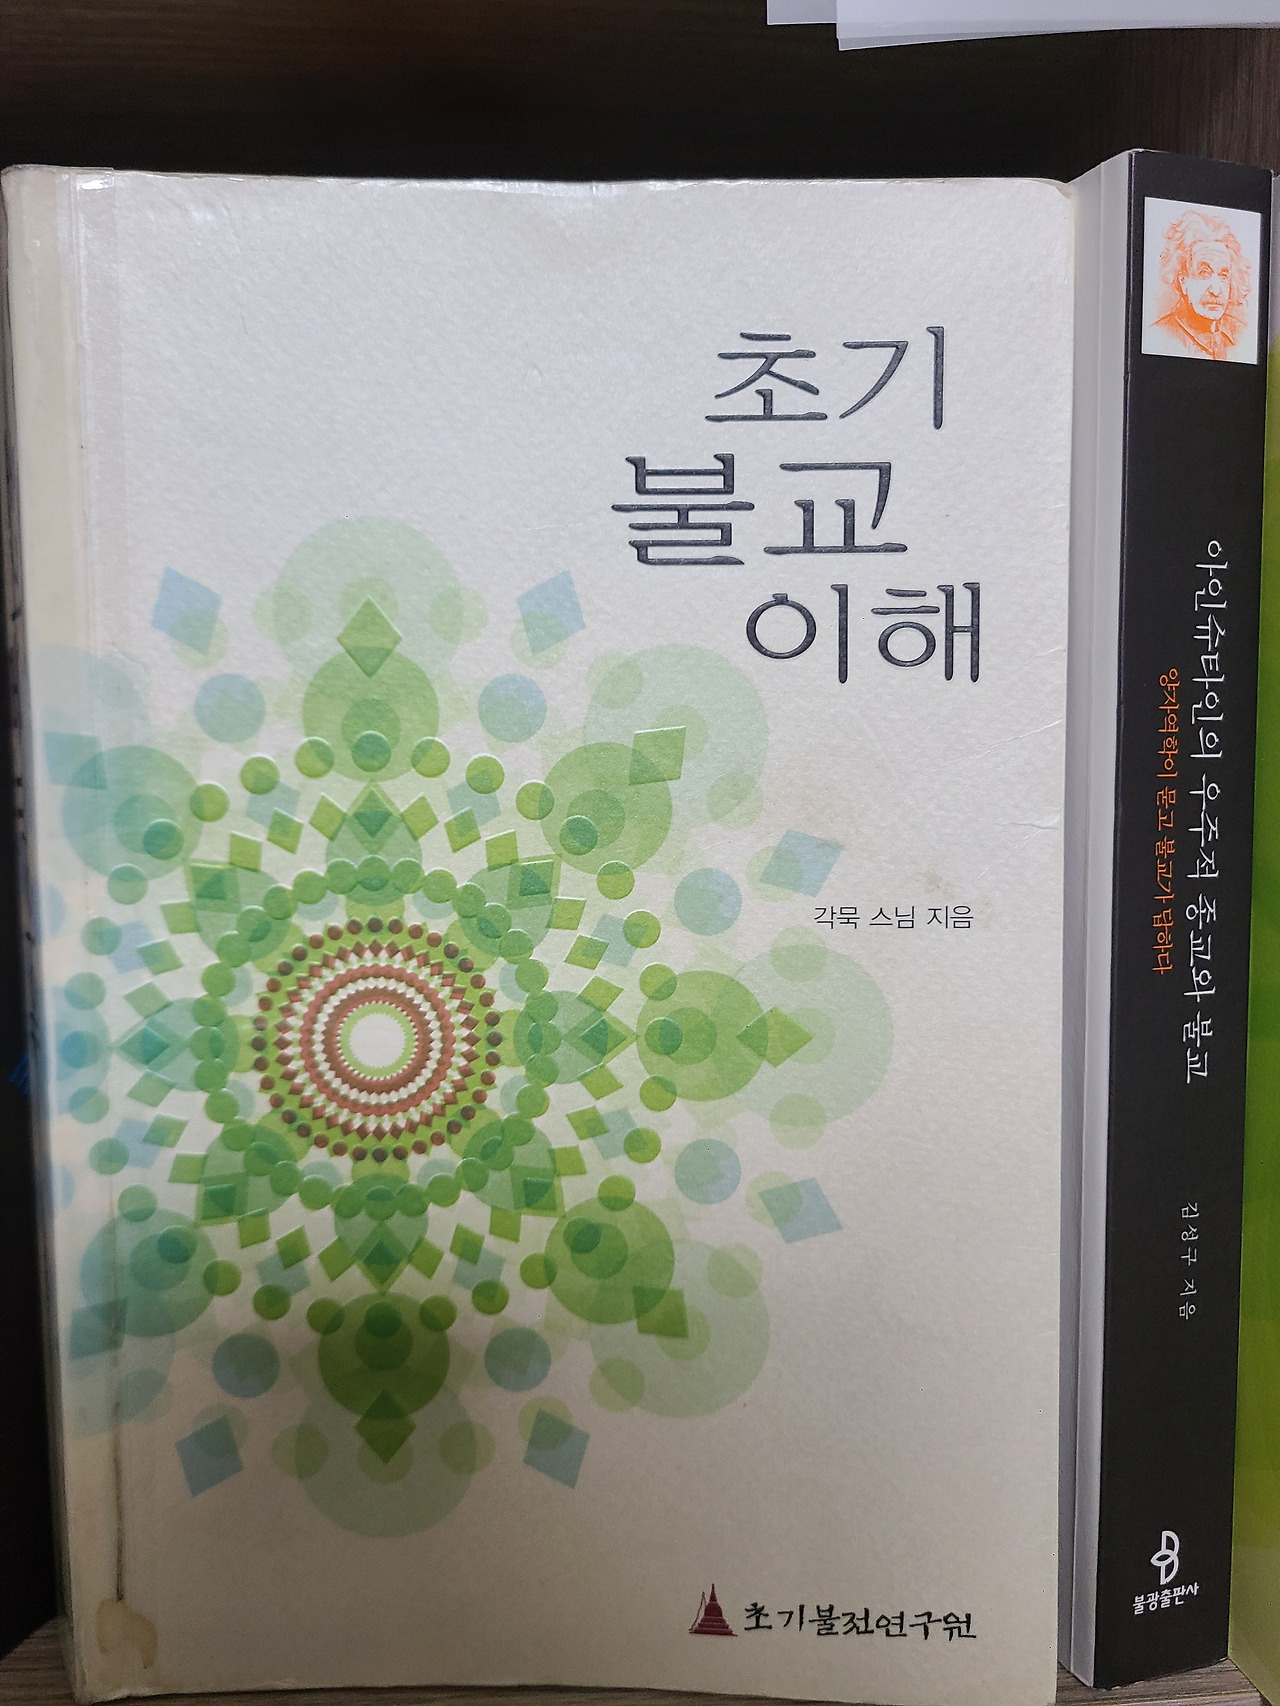 초기
불교
이해
각묵 스님 지음
초기불전연구원
아인슈타인의 우주적 종교와 불교
양자역학이 묻고 불교가 답하다
김성구 지음
불광출판사